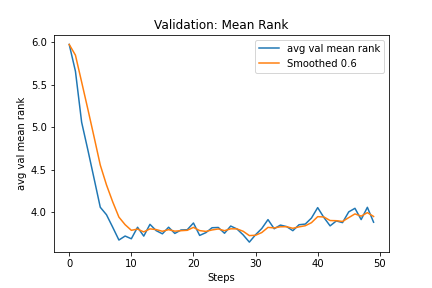 Validation: Mean Rank
avg val mean rank
Smoothed 0.6
6.0
5.5
5.0
4.5
4.0
avg val mean rank
0
10
20
30
40
50
Steps